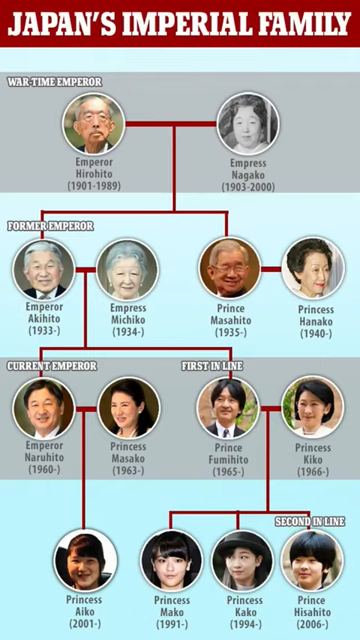 JAPAN'S IMPERIAL FAMILY
WAR-TIME EMPEROR
Emperor
Hirohito
(1901-1989)
Empress
Nagako
(1903-2000)
FORMER EMPEROR
Emperor
Akihito
(1933-)
Empress
Michiko
(1934-)
Prince
Masahito
(1935-)
Princess
Hanako
(1940-)
CURRENT EMPEROR
FIRST IN LINE
Emperor
Naruhito
(1960-)
Princess
Masako
(1963-)
Prince
Fumihito
(1965-)
Princess
Kiko
(1966-)
SECOND IN LINE
Princess
Aiko
(2001-)
Princess
Mako
(1991-)
Princess
Kako
(1994-)
Prince
Hisahito
(2006-)